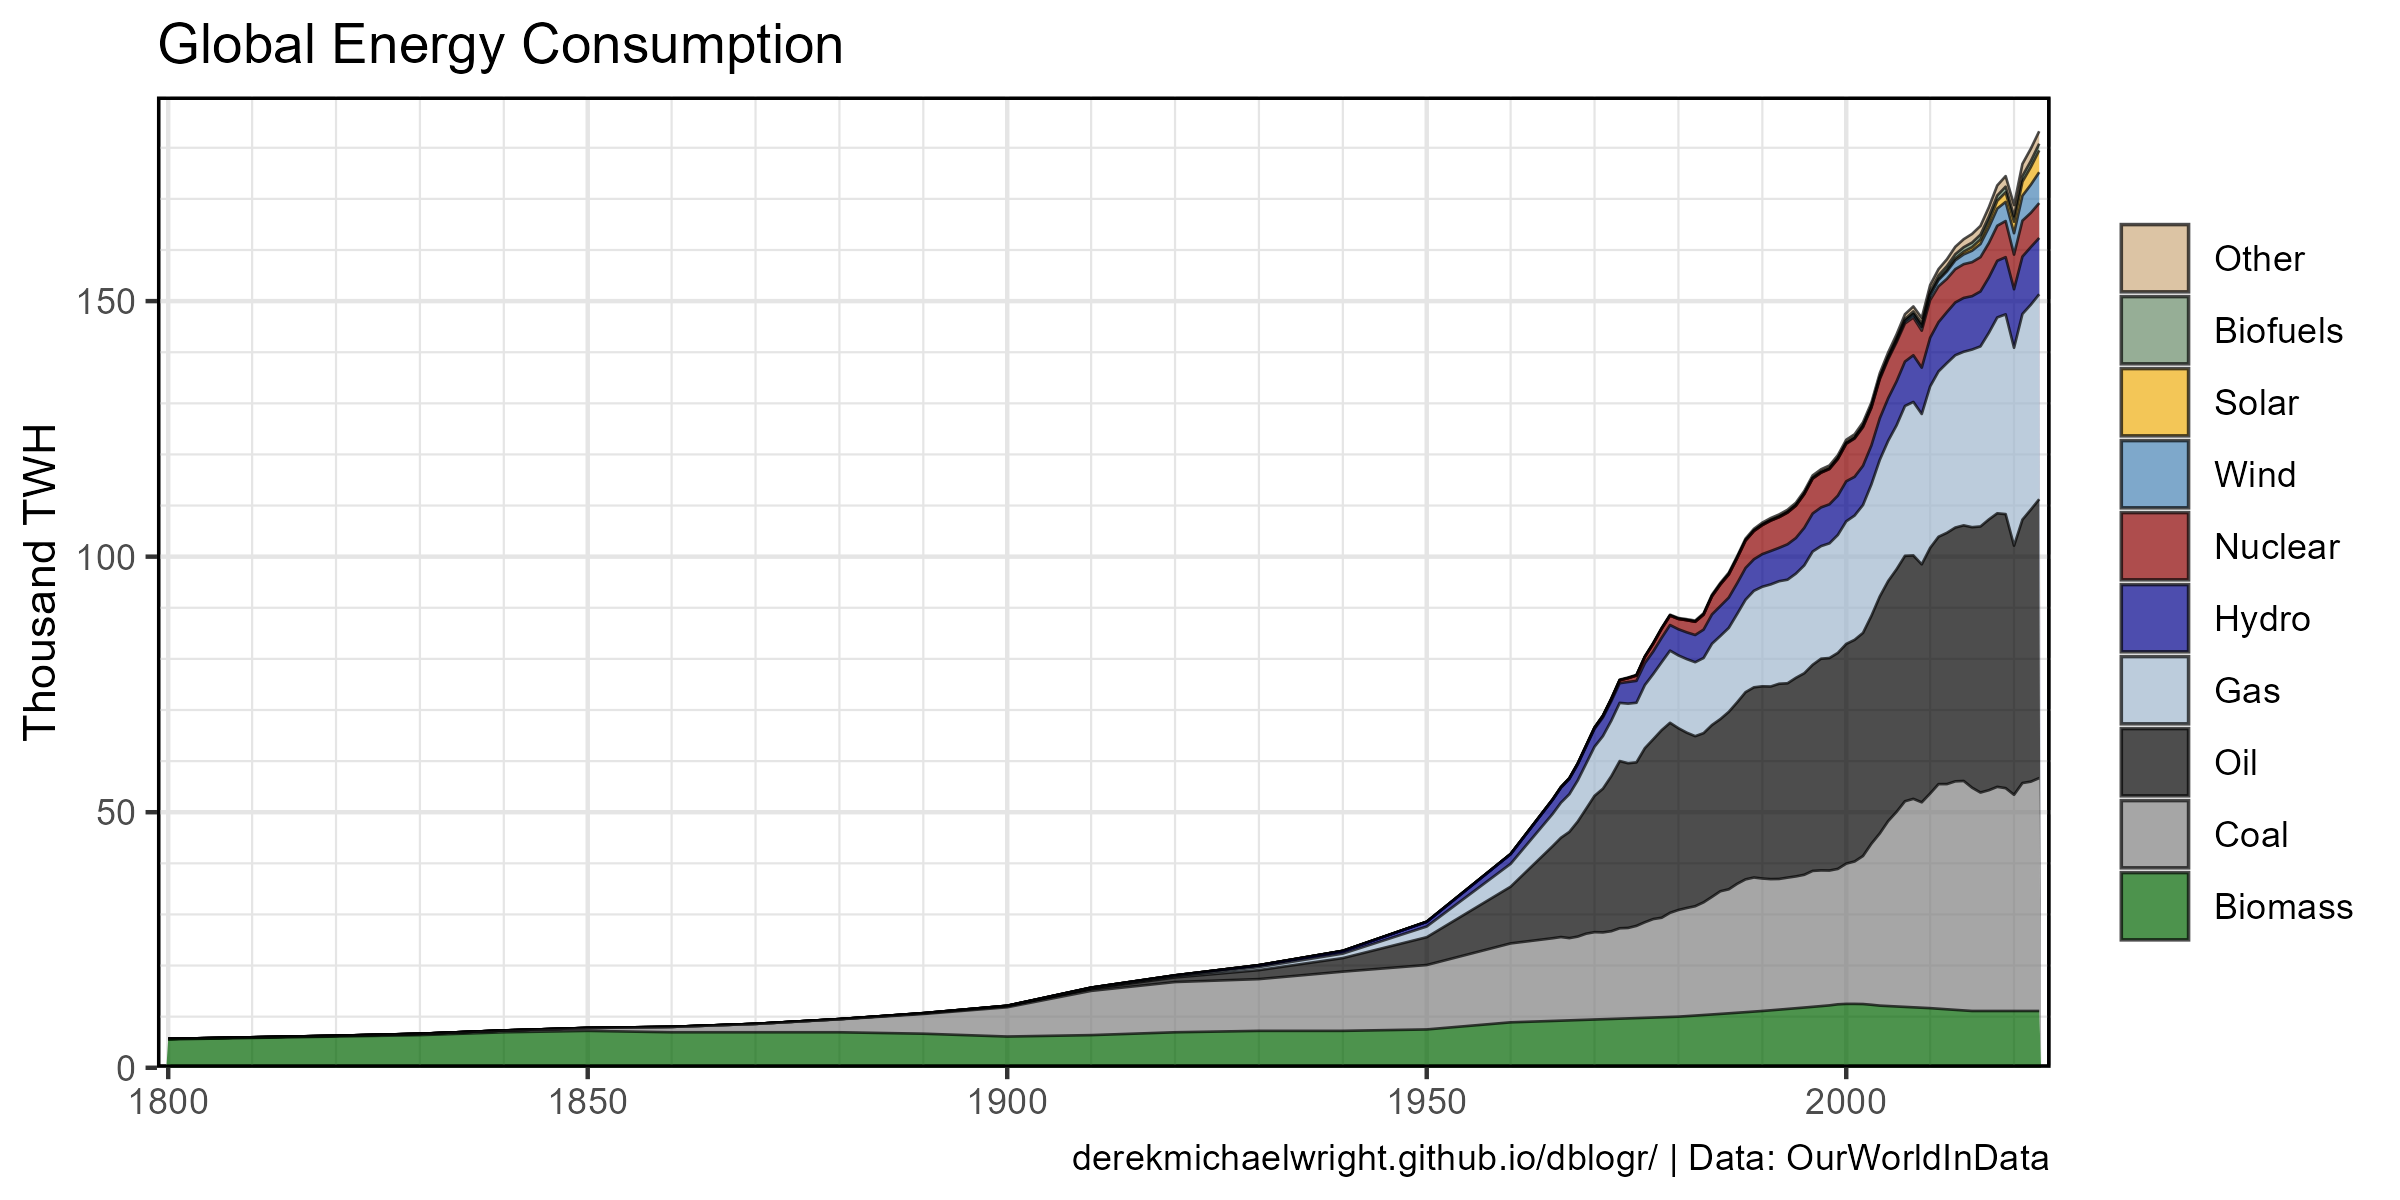 Global Energy Consumption
Thousand TWH
150
100
50
0
1800
1850
1900
1950
2000
Other
Biofuels
Solar
Wind
Nuclear
Hydro
Gas
Oil
Coal
Biomass
derekmichaelwright.github.io/dblogr/ | Data: OurWorldInData